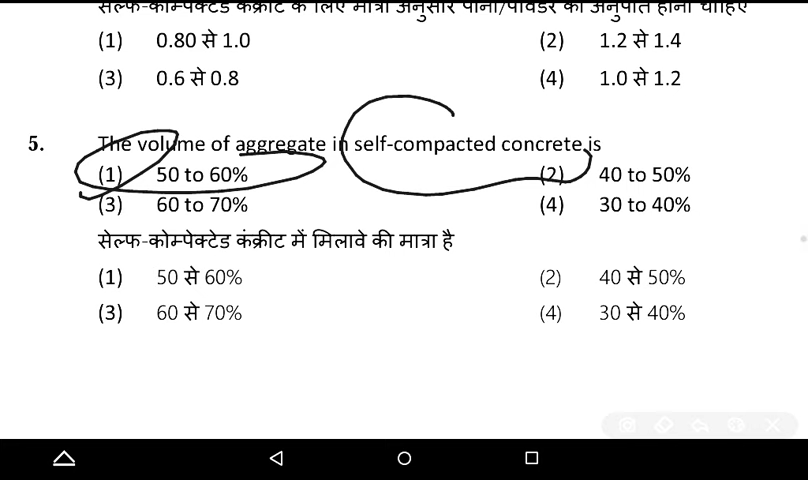 सेल्फ-कोम्पेक्टेड कंक्रीट के लिए मात्रा अनुसार पानी/पाउडर का अनुपात होना चाहिए
(1) 0.80 से 1.0 (2) 1.2 से 1.4
(3) 0.6 से 0.8 (4) 1.0 से 1.2
5. The volume of aggregate in self-compacted concrete is
(1) 50 to 60% (2) 40 to 50%
(3) 60 to 70% (4) 30 to 40%
सेल्फ-कोम्पेक्टेड कंक्रीट में मिलावे की मात्रा है
(1) 50 से 60% (2) 40 से 50%
(3) 60 से 70% (4) 30 से 40%